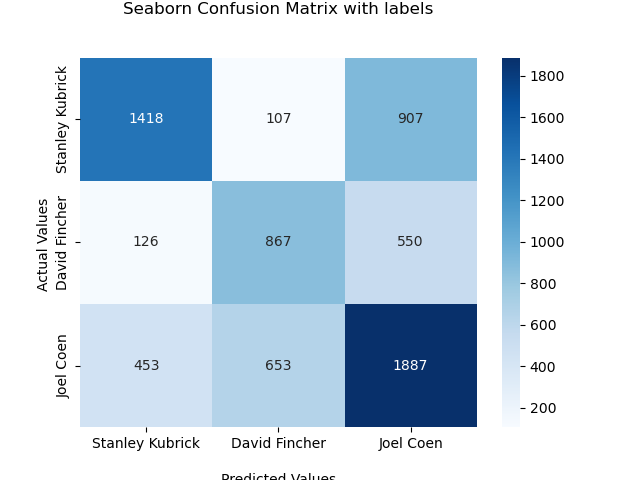 Seaborn Confusion Matrix with labels
Actual Values
Stanley Kubrick
David Fincher
Joel Coen
1418 107 907
126 867 550
453 653 1887
Stanley Kubrick David Fincher Joel Coen
Predicted Values
1800
1600
1400
1200
1000
800
600
400
200